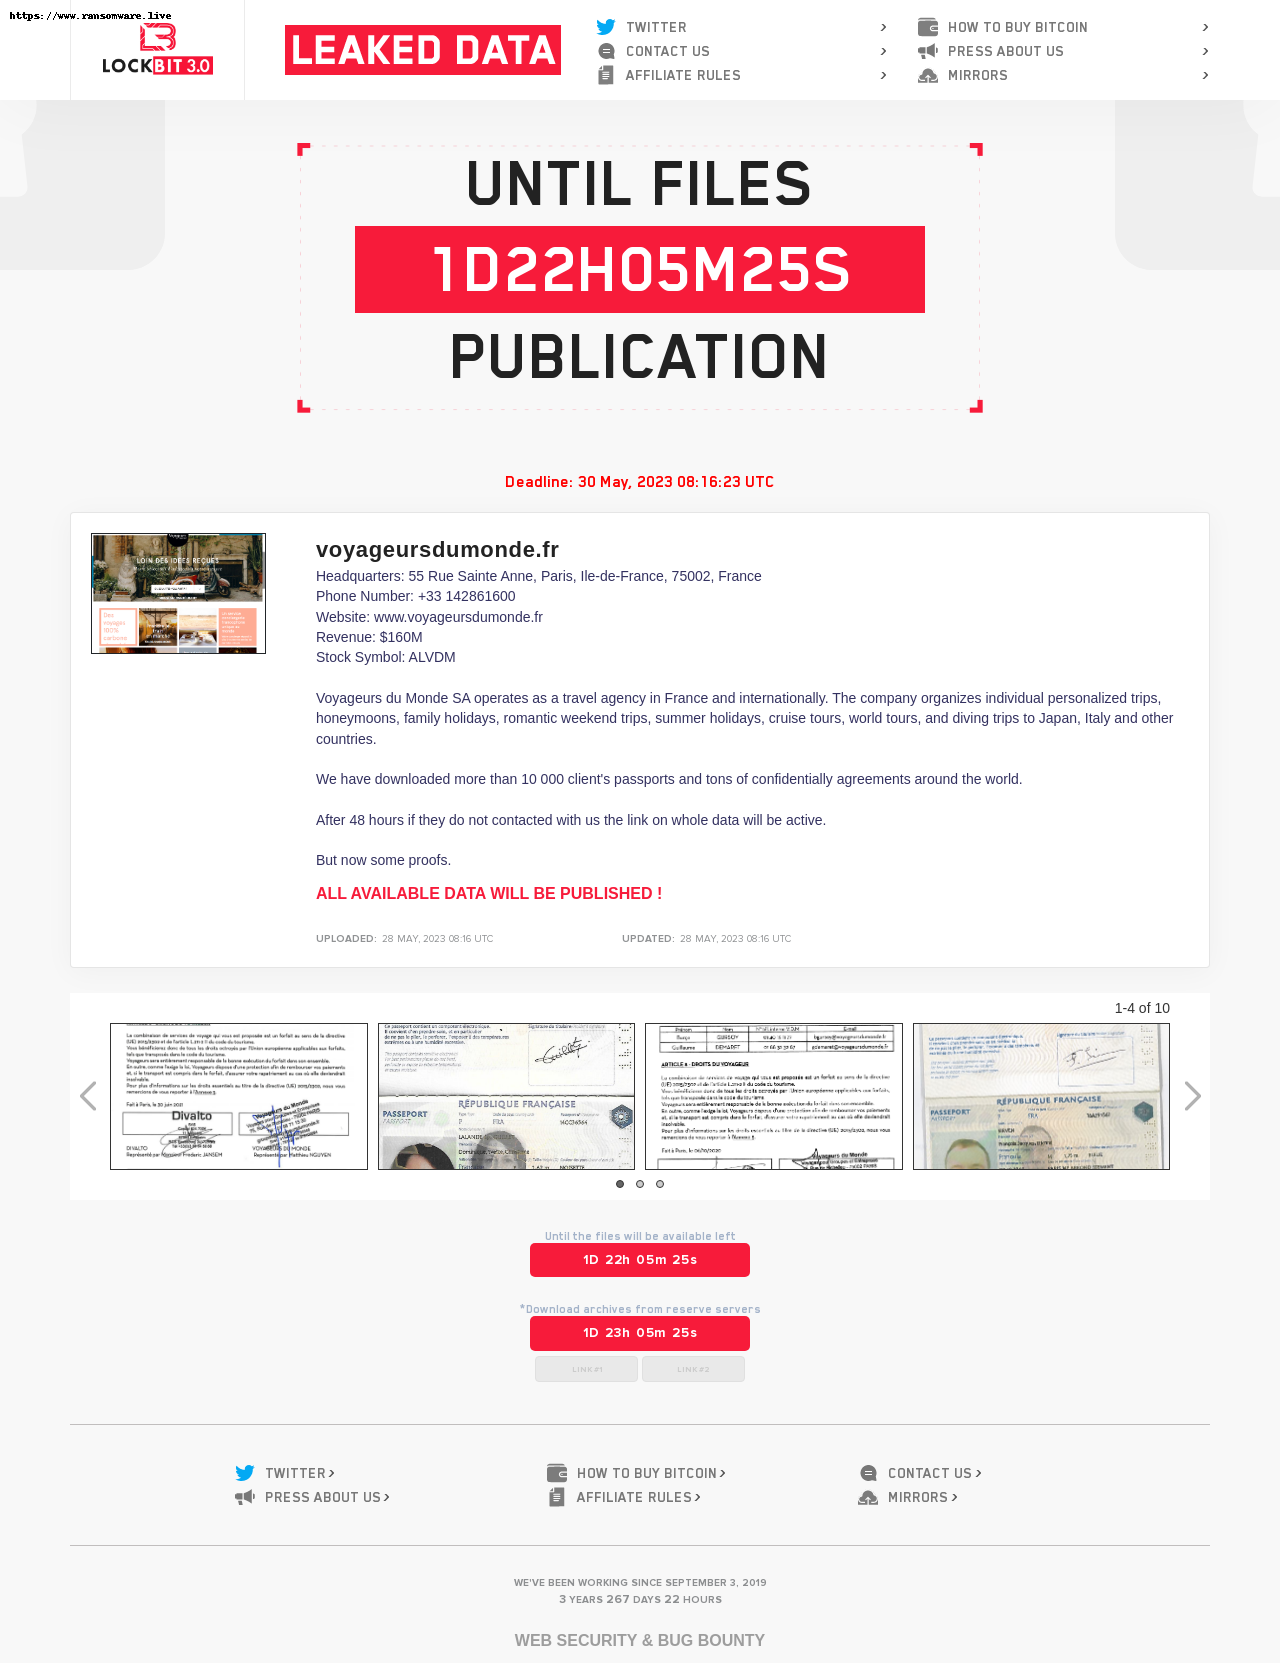 https://www.ransomware.live
LOCKBIT 3.0
LEAKED DATA
TWITTER
CONTACT US
AFFILIATE RULES
HOW TO BUY BITCOIN
PRESS ABOUT US
MIRRORS
UNTIL FILES
1D22H05M25S
PUBLICATION
Deadline: 30 May, 2023 08:16:23 UTC
LOIN DES IDÉES REÇUES
voyageursdumonde.fr
Headquarters: 55 Rue Sainte Anne, Paris, Ile-de-France, 75002, France
Phone Number: +33 142861600
Website: www.voyageursdumonde.fr
Revenue: $160M
Stock Symbol: ALVDM
Voyageurs du Monde SA operates as a travel agency in France and internationally. The company organizes individual personalized trips,
honeymoons, family holidays, romantic weekend trips, summer holidays, cruise tours, world tours, and diving trips to Japan, Italy and other
countries.
We have downloaded more than 10 000 client's passports and tons of confidentially agreements around the world.
After 48 hours if they do not contacted with us the link on whole data will be active.
But now some proofs.
ALL AVAILABLE DATA WILL BE PUBLISHED !
UPLOADED: 28 MAY, 2023 08:16 UTC
UPDATED: 28 MAY, 2023 08:16 UTC
1-4 of 10
Divalto
PASSEPORT
PASSPORT
RÉPUBLIQUE FRANÇAISE
ARTICLE 8 - DROITS DU VOYAGEUR
PASSEPORT
RÉPUBLIQUE FRANÇAISE
Until the files will be available left
1D 22h 05m 25s
*Download archives from reserve servers
1D 23h 05m 25s
LINK#1
LINK#2
TWITTER
HOW TO BUY BITCOIN
CONTACT US
PRESS ABOUT US
AFFILIATE RULES
MIRRORS
WE'VE BEEN WORKING SINCE SEPTEMBER 3, 2019
3 YEARS 267 DAYS 22 HOURS
WEB SECURITY & BUG BOUNTY